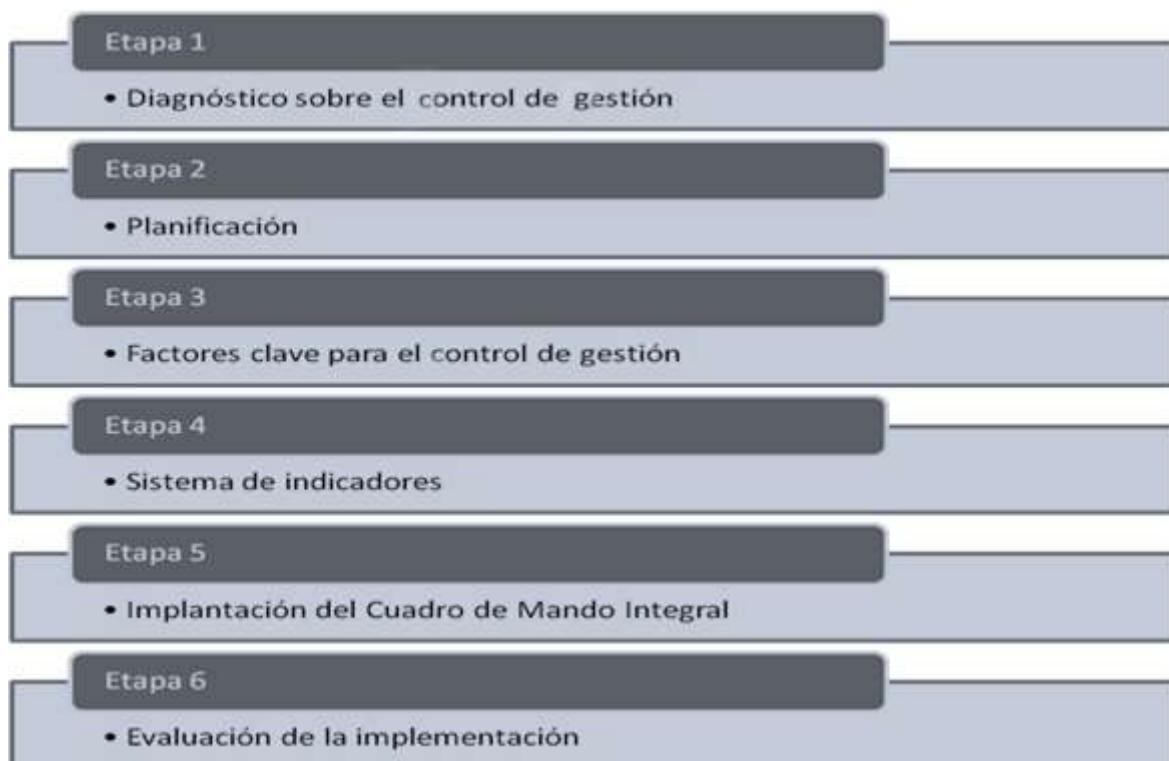 Etapa 1
• Diagnóstico sobre el control de gestión
Etapa 2
• Planificación
Etapa 3
• Factores clave para el control de gestión
Etapa 4
• Sistema de indicadores
Etapa 5
• Implantación del Cuadro de Mando Integral
Etapa 6
• Evaluación de la implementación